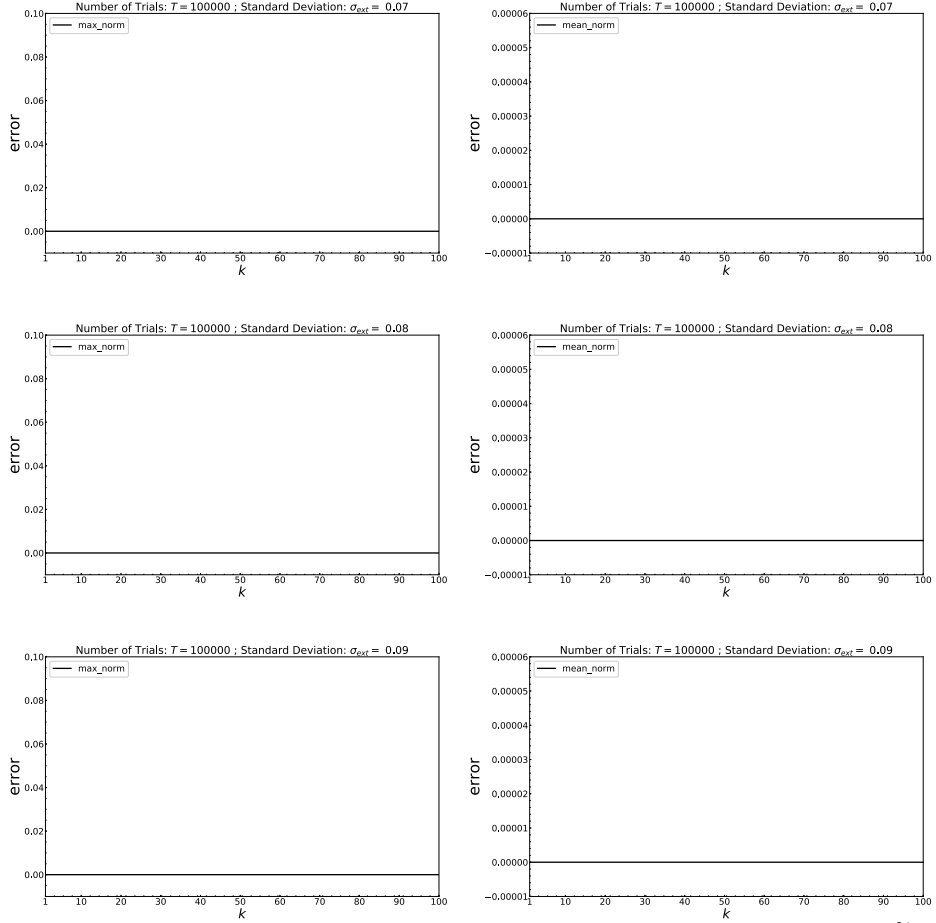 Number of Trials: T = 100000 ; Standard Deviation: σext = 0.07
max_norm
error
0.10
0.08
0.06
0.04
0.02
0.00
1 10 20 30 40 50 60 70 80 90 100
k
Number of Trials: T = 100000 ; Standard Deviation: σext = 0.07
mean_norm
error
0.00006
0.00005
0.00004
0.00003
0.00002
0.00001
0.00000
−0.00001
1 10 20 30 40 50 60 70 80 90 100
k
Number of Trials: T = 100000 ; Standard Deviation: σext = 0.08
max_norm
error
0.10
0.08
0.06
0.04
0.02
0.00
1 10 20 30 40 50 60 70 80 90 100
k
Number of Trials: T = 100000 ; Standard Deviation: σext = 0.08
mean_norm
error
0.00006
0.00005
0.00004
0.00003
0.00002
0.00001
0.00000
−0.00001
1 10 20 30 40 50 60 70 80 90 100
k
Number of Trials: T = 100000 ; Standard Deviation: σext = 0.09
max_norm
error
0.10
0.08
0.06
0.04
0.02
0.00
1 10 20 30 40 50 60 70 80 90 100
k
Number of Trials: T = 100000 ; Standard Deviation: σext = 0.09
mean_norm
error
0.00006
0.00005
0.00004
0.00003
0.00002
0.00001
0.00000
−0.00001
1 10 20 30 40 50 60 70 80 90 100
k